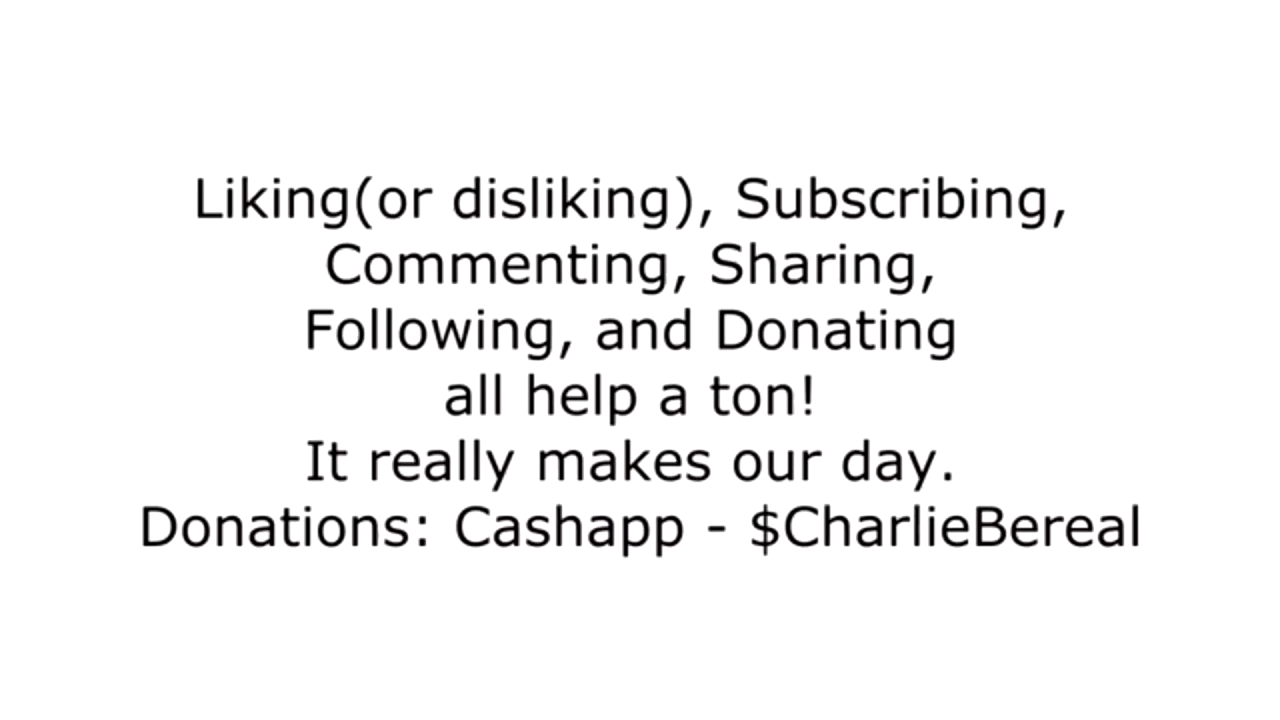 Liking(or disliking), Subscribing,
Commenting, Sharing,
Following, and Donating
all help a ton!
It really makes our day.
Donations: Cashapp - $CharlieBereal